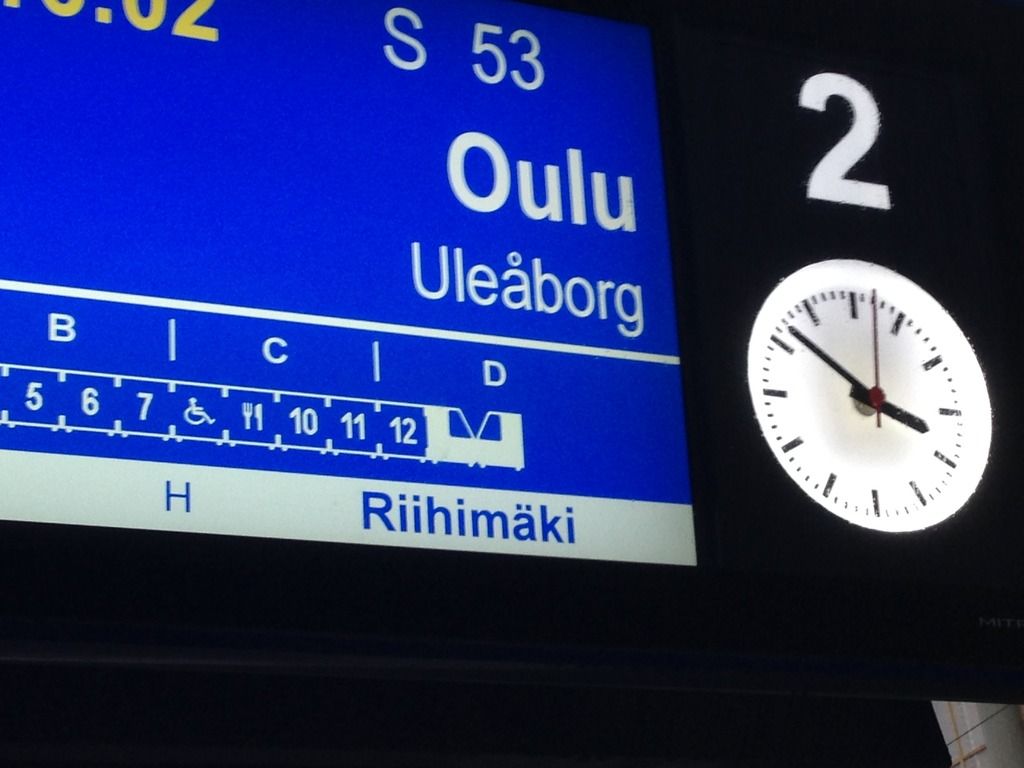 S 53
2
Oulu
Uleåborg
B | C | D
5 6 7 10 11 12
H Riihimäki